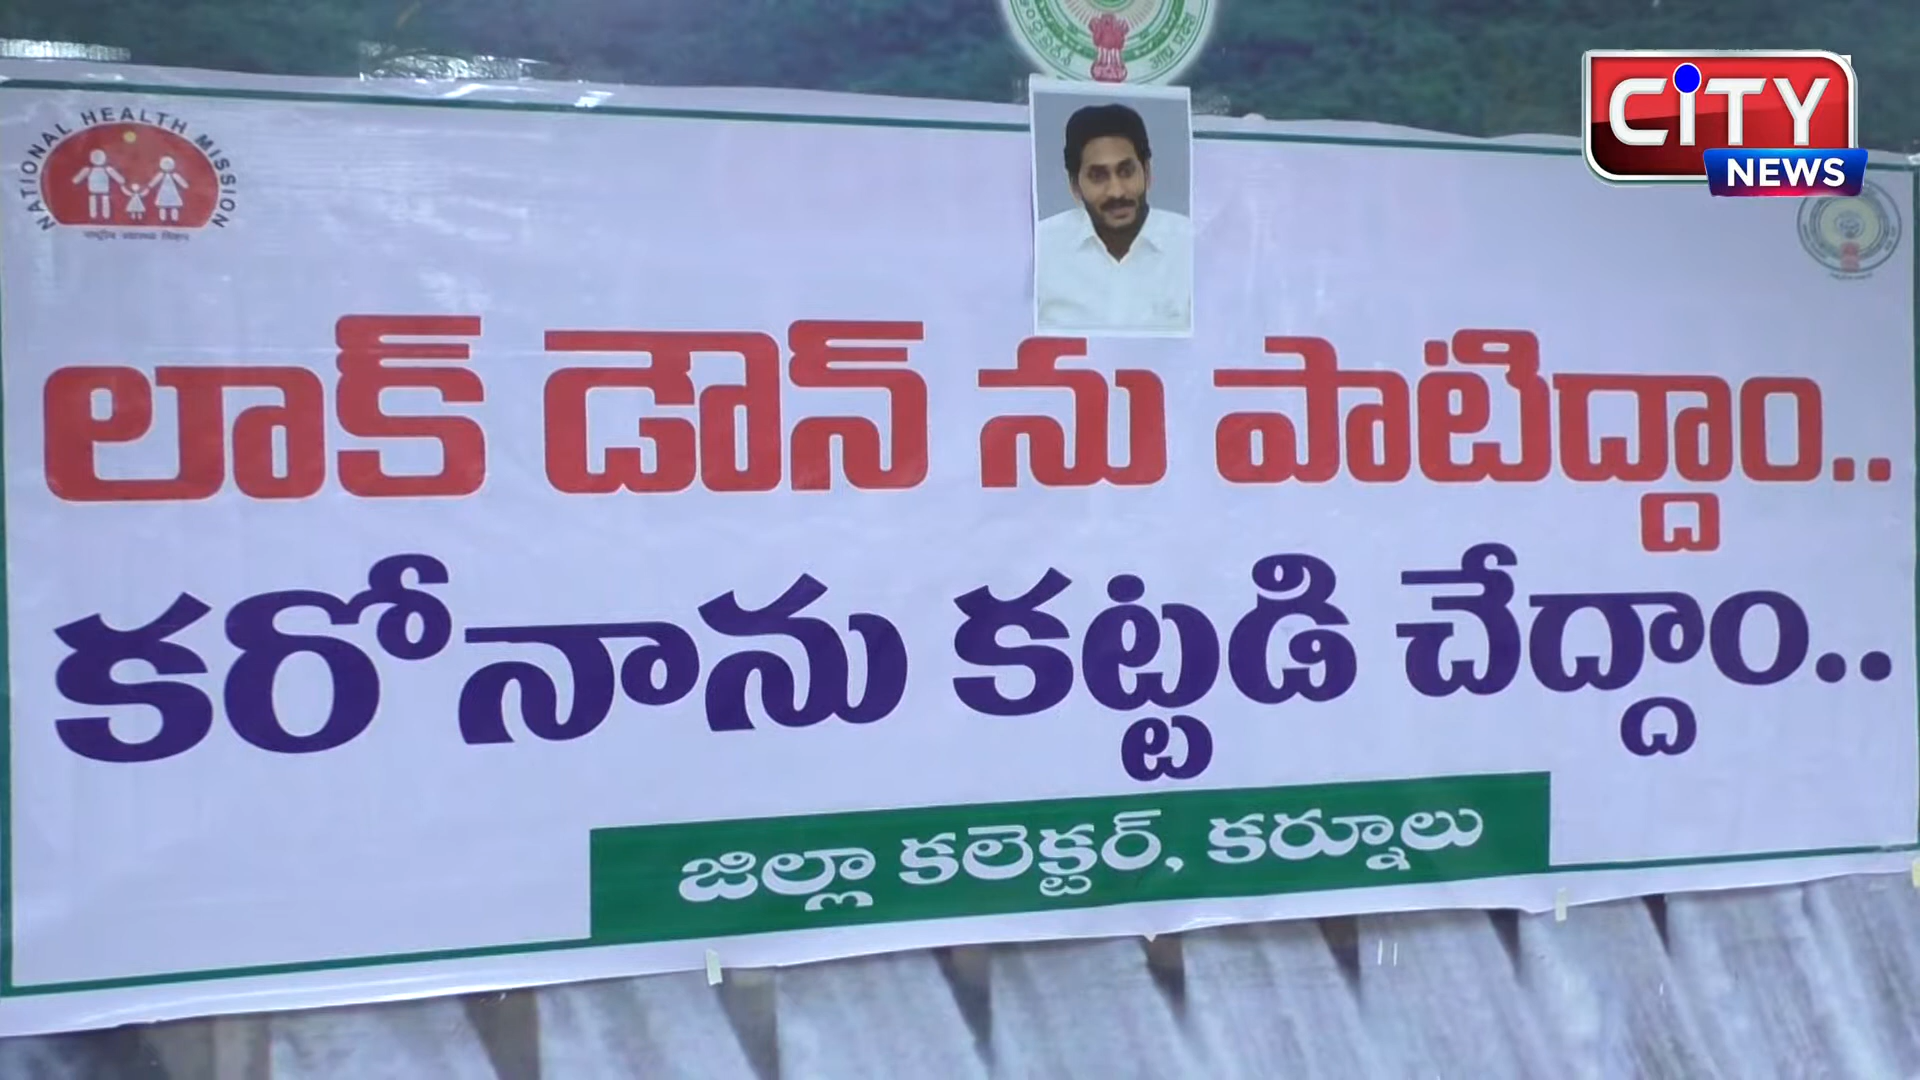 CiTY
NEWS
NATIONAL HEALTH MISSION
లాక్ డౌన్ ను పాటిద్దాం..
కరోనాను కట్టడి చేద్దాం..
జిల్లా కలెక్టర్, కర్నూలు